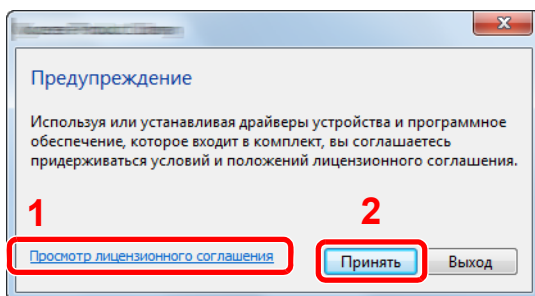 Предупреждение
Используя или устанавливая драйверы устройства и программное
обеспечение, которое входит в комплект, вы соглашаетесь
придерживаться условий и положений лицензионного соглашения.
1
2
Просмотр лицензионного соглашения
Принять
Выход